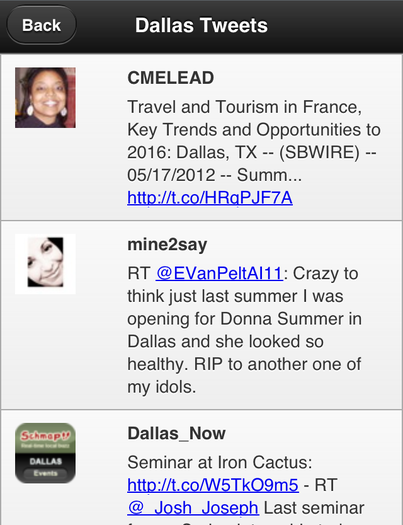 Back
Dallas Tweets
CMELEAD
Travel and Tourism in France,
Key Trends and Opportunities to
2016: Dallas, TX -- (SBWIRE) --
05/17/2012 -- Summ...
http://t.co/HRqPJF7A
mine2say
RT @EVanPeltAI11: Crazy to
think just last summer I was
opening for Donna Summer in
Dallas and she looked so
healthy. RIP to another one of
my idols.
Schmap!!
DALLAS
Events
Dallas_Now
Seminar at Iron Cactus:
http://t.co/W5TkO9m5 - RT
@_Josh_Joseph Last seminar